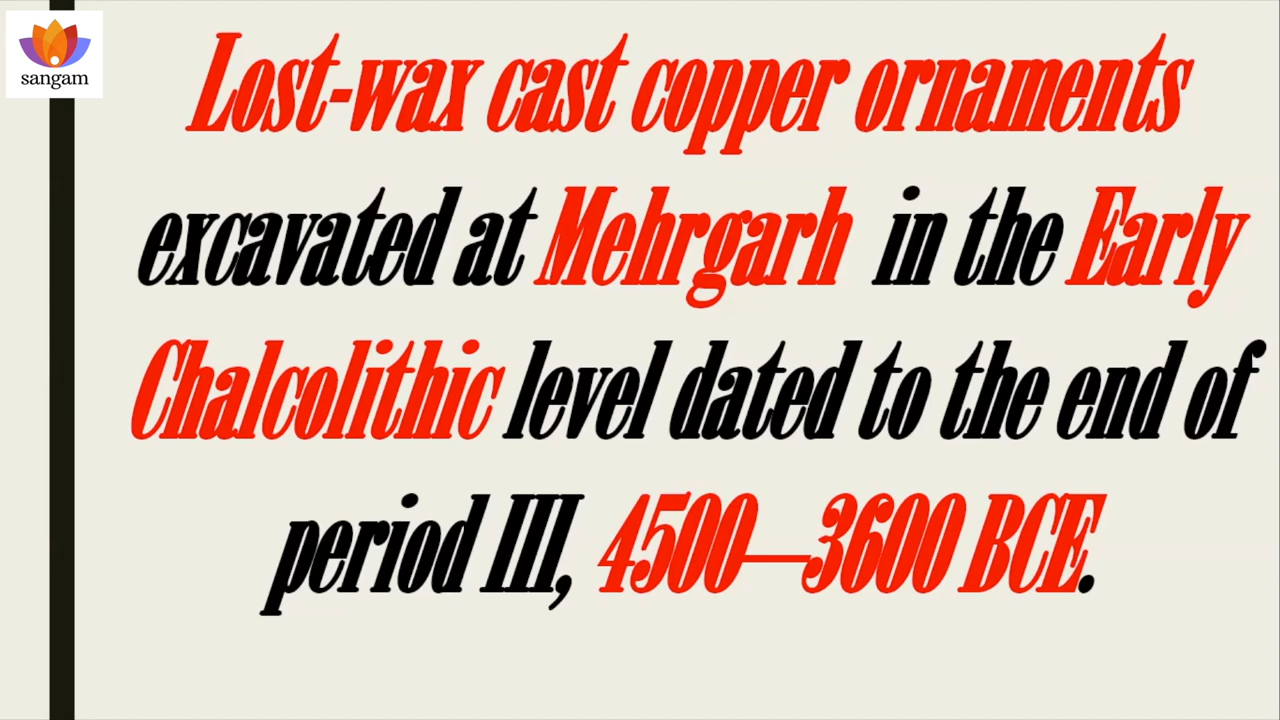 sangam
Lost-wax cast copper ornaments
excavated at Mehrgarh in the Early
Chalcolithic level dated to the end of
period III, 4500–3600 BCE.